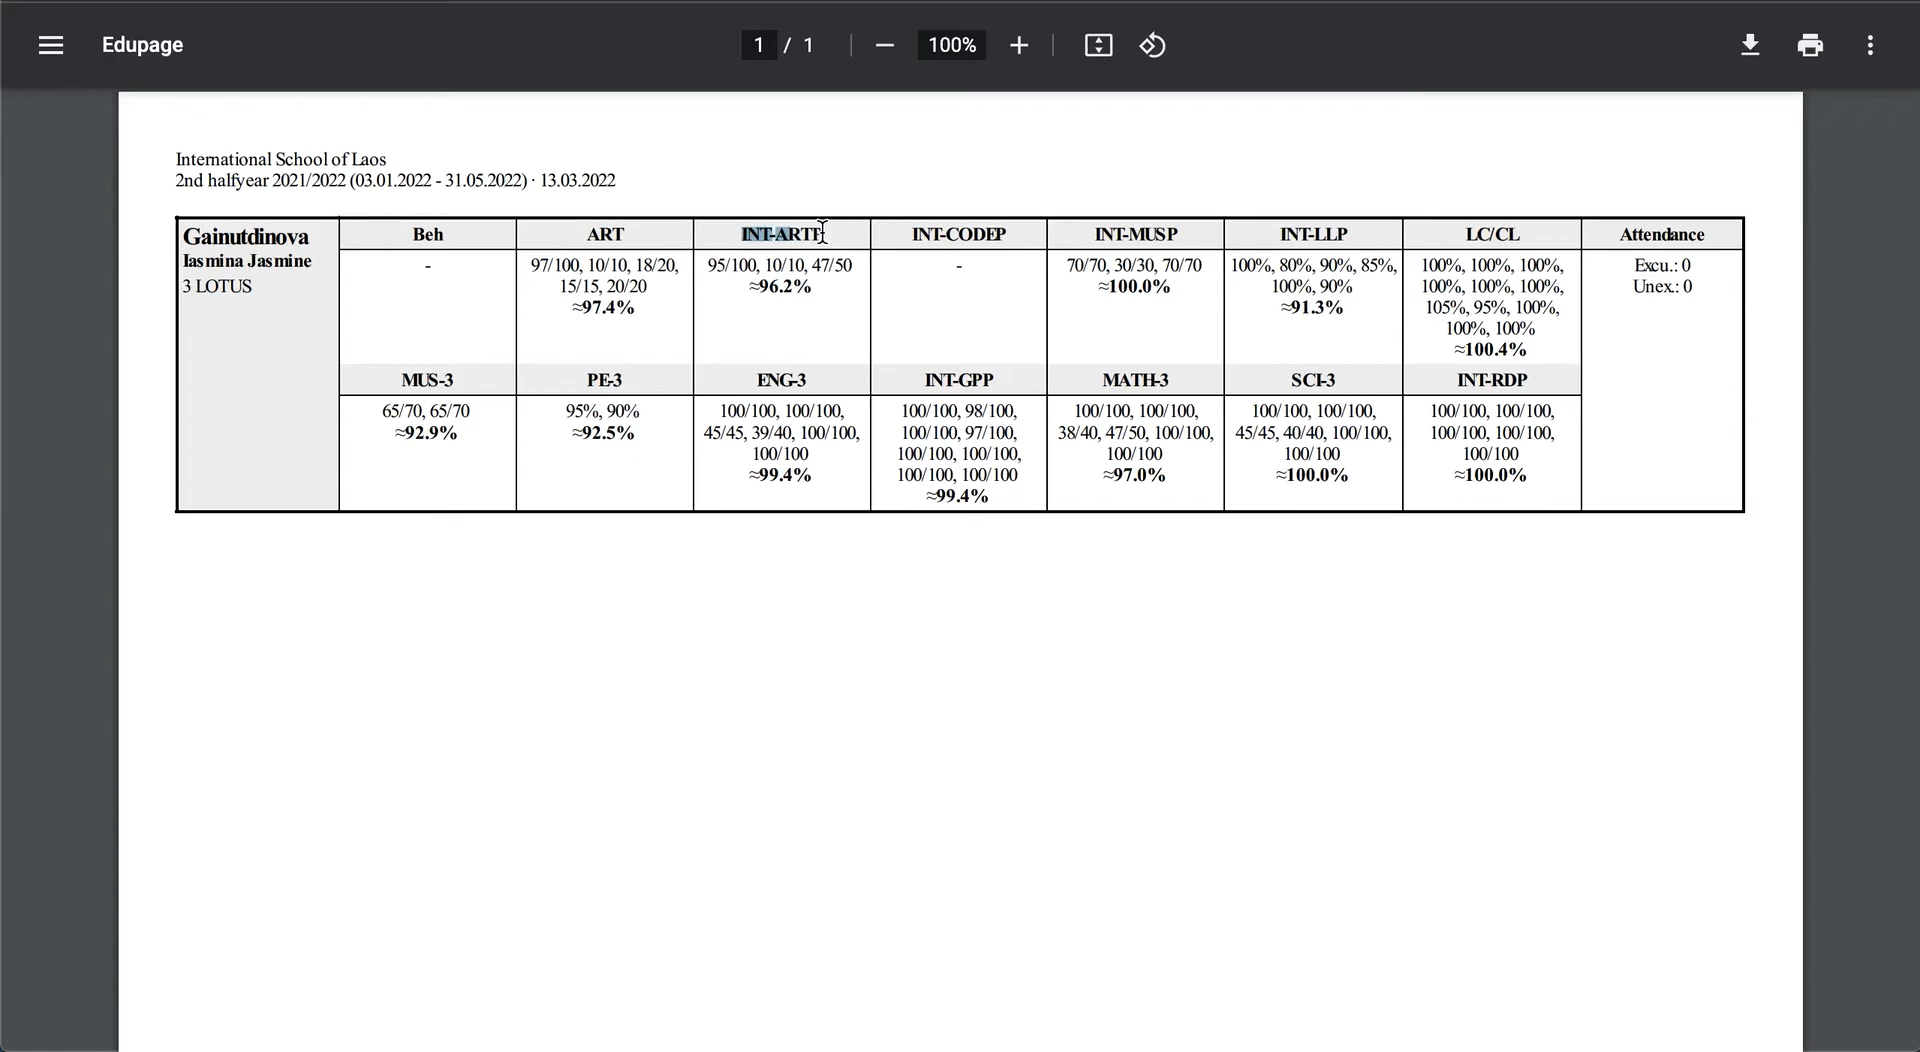 Edupage
1 / 1
100%
International School of Laos
2nd halfyear 2021/2022 (03.01.2022 - 31.05.2022) · 13.03.2022
Gainutdinova
Iasmina Jasmine
3 LOTUS
Beh
-
ART
97/100, 10/10, 18/20,
15/15, 20/20
≈97.4%
INT-ARTP
95/100, 10/10, 47/50
≈96.2%
INT-CODEP
-
INT-MUSP
70/70, 30/30, 70/70
≈100.0%
INT-LLP
100%, 80%, 90%, 85%,
100%, 90%
≈91.3%
LC/CL
100%, 100%, 100%,
100%, 100%, 100%,
105%, 95%, 100%,
100%, 100%
≈100.4%
Attendance
Excu.: 0
Unex.: 0
MUS-3
65/70, 65/70
≈92.9%
PE-3
95%, 90%
≈92.5%
ENG-3
100/100, 100/100,
45/45, 39/40, 100/100,
100/100
≈99.4%
INT-GPP
100/100, 98/100,
100/100, 97/100,
100/100, 100/100,
100/100, 100/100
≈99.4%
MATH-3
100/100, 100/100,
38/40, 47/50, 100/100,
100/100
≈97.0%
SCI-3
100/100, 100/100,
45/45, 40/40, 100/100,
100/100
≈100.0%
INT-RDP
100/100, 100/100,
100/100, 100/100,
100/100
≈100.0%